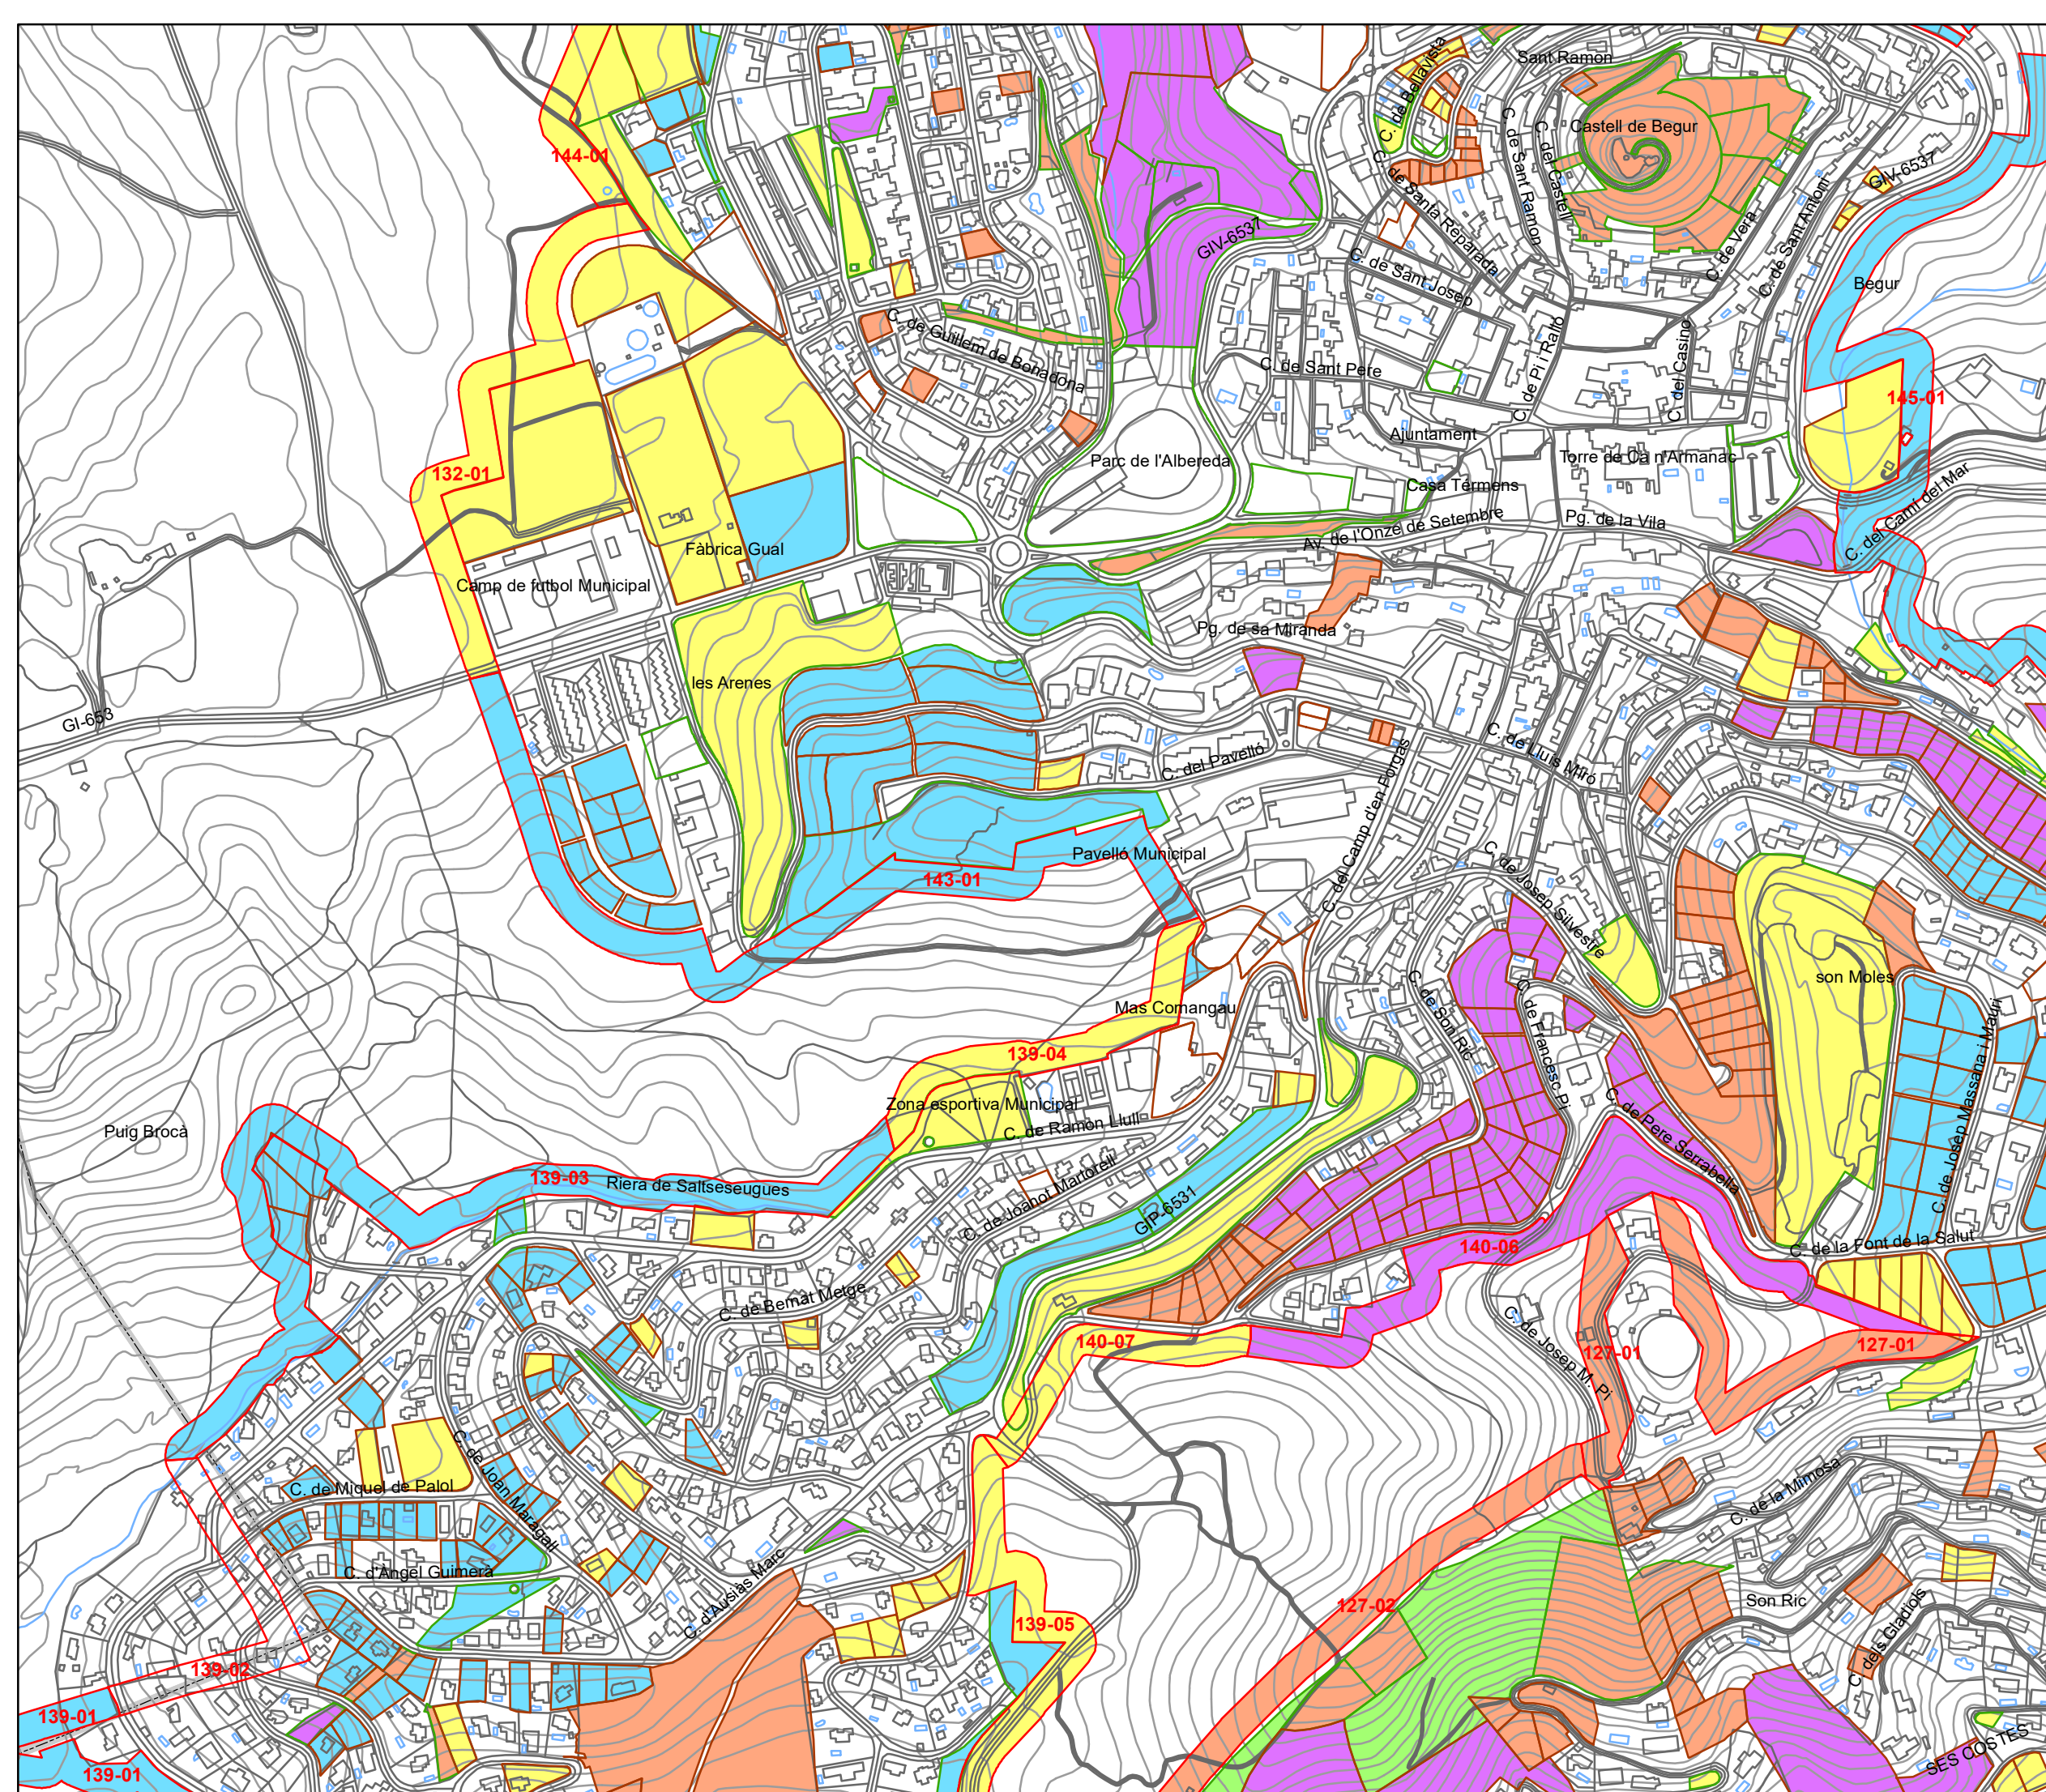 Sant Ramon
C. de Bellavista
Castell de Begur
144-01
C. de Sant Ramon
C. del Castell
GIV-6537
C. de Santa Reparada
C. de Vera
C. de Sant Antoni
GIV-6537
C. de Sant Josep
Begur
C. de Guillem de Bonadona
C. de Sant Pere
C. de Pi i Ralló
C. del Casino
145-01
Ajuntament
Parc de l'Albereda
Torre de Ca n'Armanac
132-01
Casa Térmens
Av. de l'Onze de Setembre
Pg. de la Vila
C. del Camí del Mar
Fàbrica Gual
Camp de futbol Municipal
Pg. de sa Miranda
les Arenes
GI-653
C. de Lluís Miró
C. del Pavelló
C. del Camp d'en Forgas
Pavelló Municipal
143-01
C. de Josep Silvestre
son Moles
Mas Comangau
C. de Son Ric
C. de Francesc Pi
C. de Josep Massana i Mauri
139-04
Zona esportiva Municipal
C. de Ramon Llull
Puig Brocà
C. de Pere Serrabella
139-03
Riera de Saltseseugues
C. de Joanot Martorell
GIP-6531
140-06
C. de la Font de la Salut
C. de Bernat Metge
140-07
C. de Josep M. Pi
127-01
127-01
C. de Joan Maragall
C. de Miquel de Palol
C. de la Mimosa
C. d'Àngel Guimerà
C. d'Ausiàs Marc
127-02
Son Ric
139-05
C. dels Gladiols
139-02
139-01
139-01
SES COSTES